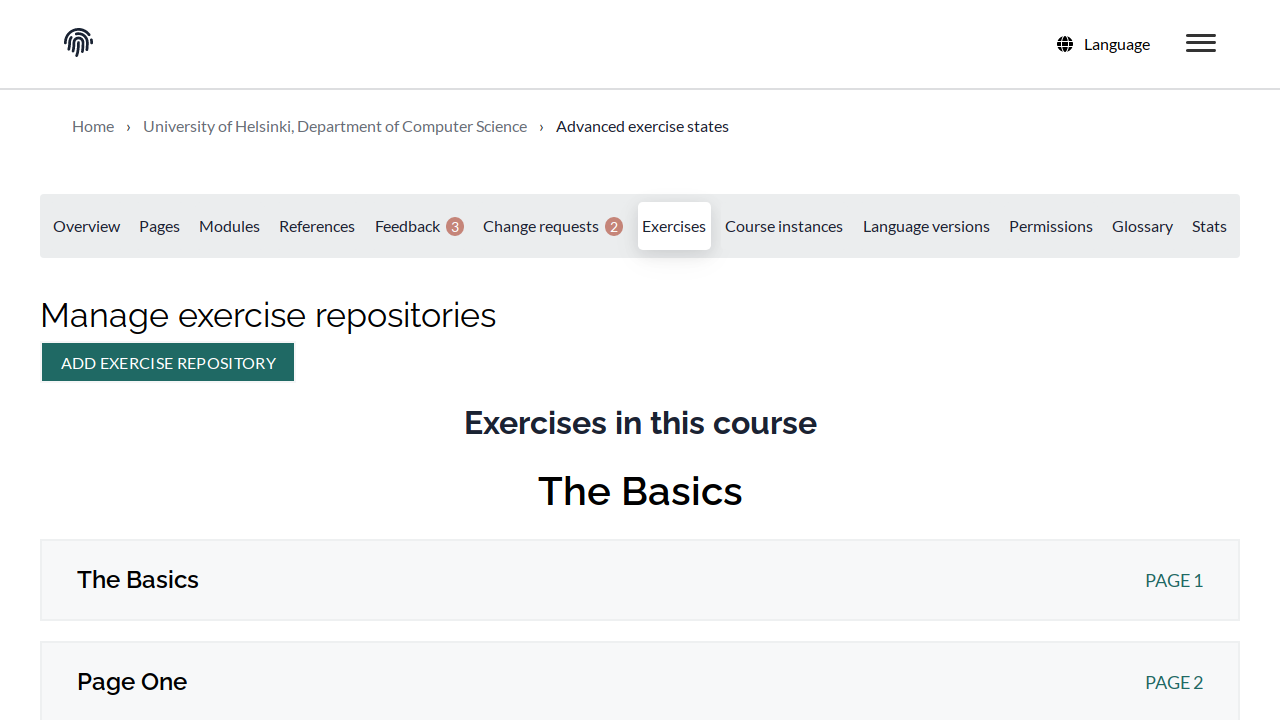 Language
Home › University of Helsinki, Department of Computer Science › Advanced exercise states
Overview Pages Modules References Feedback 3 Change requests 2 Exercises Course instances Language versions Permissions Glossary Stats
Manage exercise repositories
ADD EXERCISE REPOSITORY
Exercises in this course
The Basics
The Basics PAGE 1
Page One PAGE 2